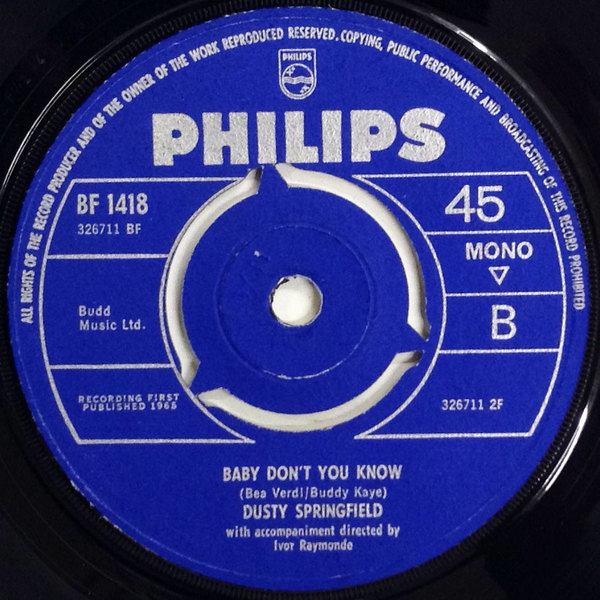 ALL RIGHTS OF THE RECORD PRODUCER AND OF THE OWNER OF THE WORK REPRODUCED RESERVED. COPYING, PUBLIC PERFORMANCE AND BROADCASTING OF THIS RECORD PROHIBITED
PHILIPS
PHILIPS
BF 1418
326711 BF
45
MONO
B
Budd
Music Ltd.
RECORDING FIRST
PUBLISHED 1965
326711 2F
BABY DON'T YOU KNOW
(Bea Verdi/Buddy Kaye)
DUSTY SPRINGFIELD
with accompaniment directed by
Ivor Raymonde